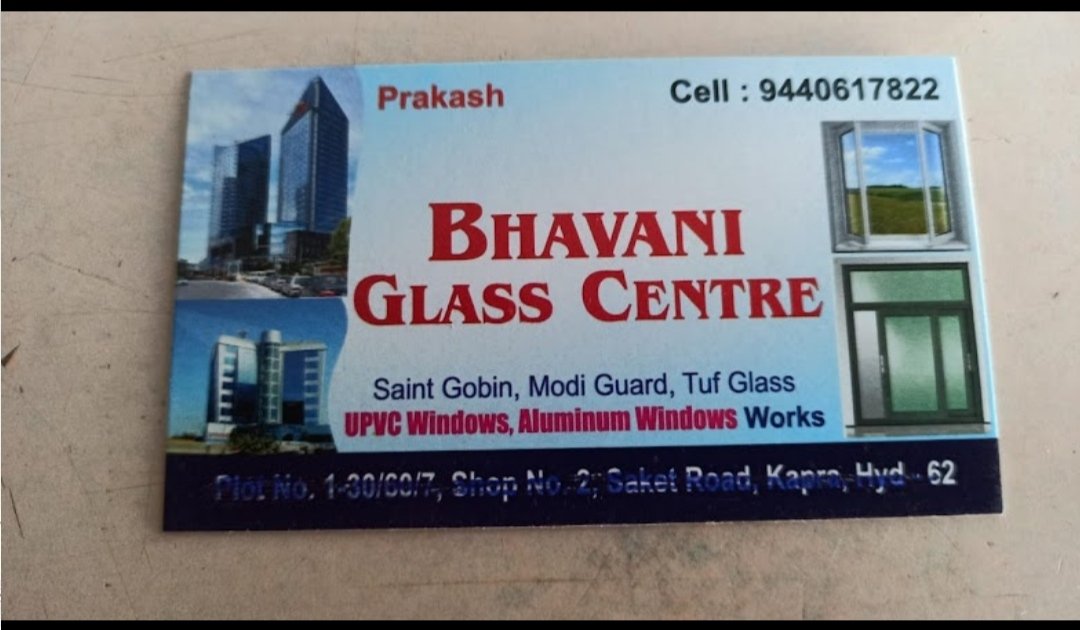 Prakash
Cell : 9440617822
BHAVANI
GLASS CENTRE
Saint Gobin, Modi Guard, Tuf Glass
UPVC Windows, Aluminum Windows Works
Plot No. 1-30/60/7, Shop No. 2, Saket Road, Kapra, Hyd - 62